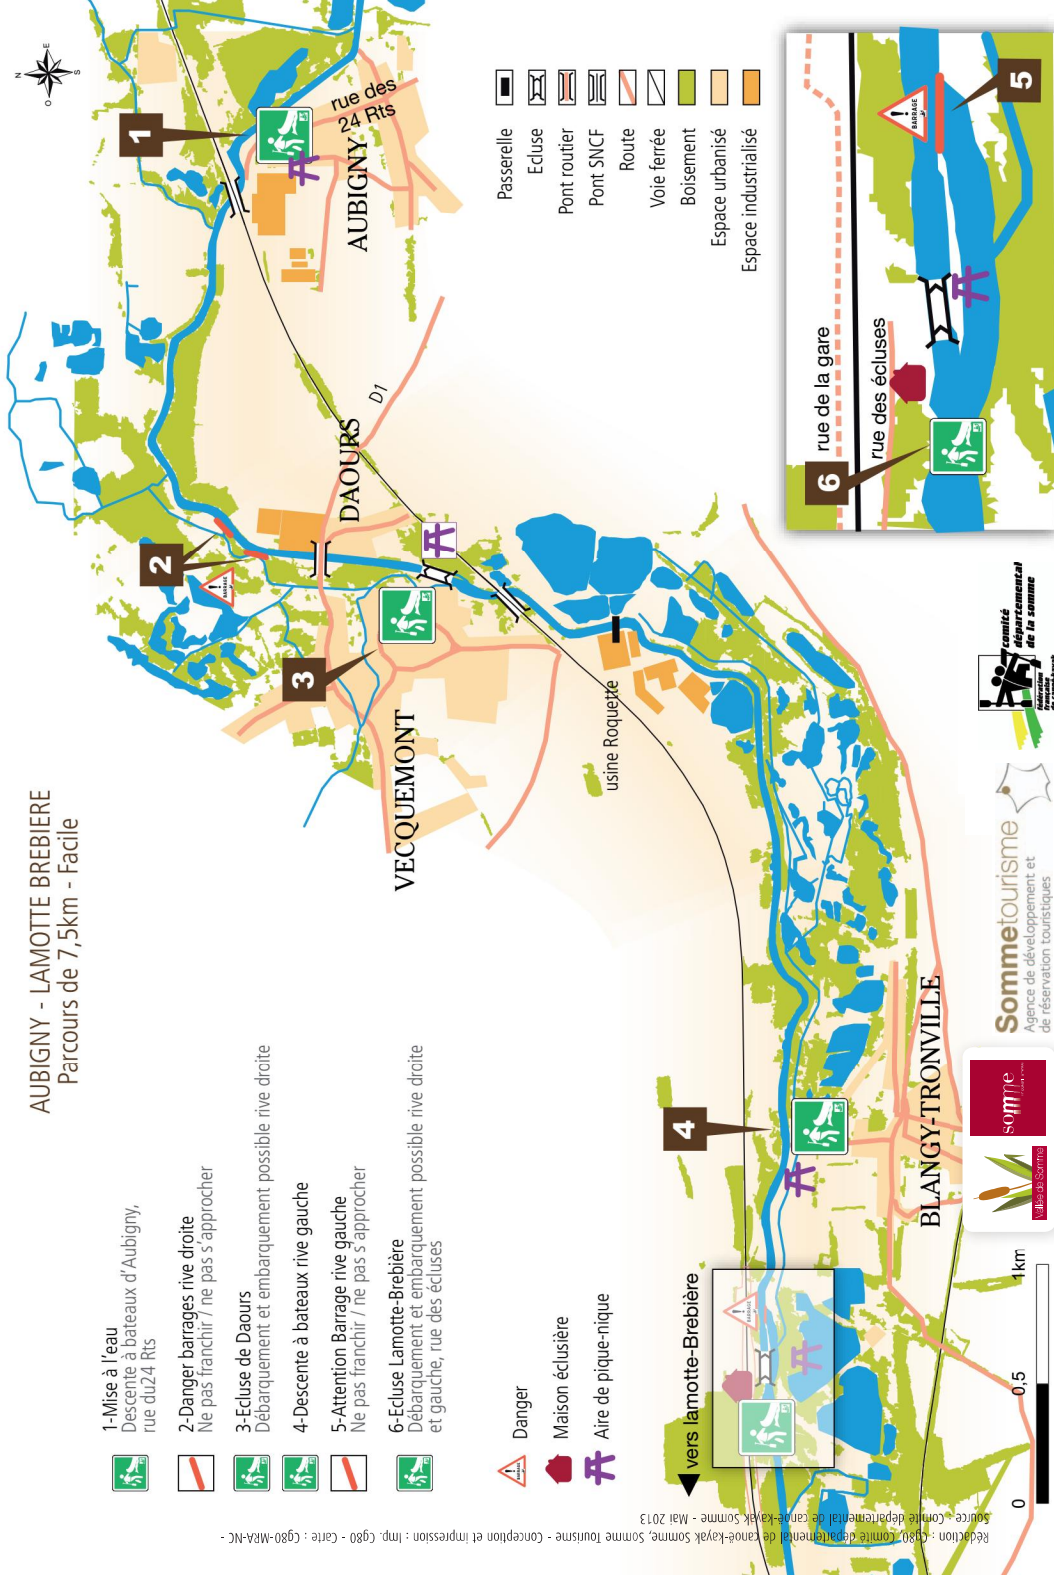 AUBIGNY - LAMOTTE BREBIERE
Parcours de 7,5km - Facile
1-Mise à l'eau
Descente à bateaux d'Aubigny,
rue du24 Rts
2-Danger barrages rive droite
Ne pas franchir / ne pas s'approcher
3-Ecluse de Daours
Débarquement et embarquement possible rive droite
4-Descente à bateaux rive gauche
5-Attention Barrage rive gauche
Ne pas franchir / ne pas s'approcher
6-Ecluse Lamotte-Brebière
Débarquement et embarquement possible rive droite
et gauche, rue des écluses
Danger
Maison éclusière
Aire de pique-nique
vers lamotte-Brebière
0
0,5
1km
N
E
S
O
1
rue des
24 Rts
AUBIGNY
2
BARRAGE
DAOURS
D1
3
VECQUEMONT
usine Roquette
4
BLANGY-TRONVILLE
BARRAGE
Passerelle
Ecluse
Pont routier
Pont SNCF
Route
Voie ferrée
Boisement
Espace urbanisé
Espace industrialisé
5
BARRAGE
rue de la gare
rue des écluses
6
comité
départemental
de la somme
fédération
française
Sommetourisme
Agence de développement et
de réservation touristiques
somme
Vallée de Somme
Rédaction : Cg80, Comité départemental de canoë-kayak Somme, Somme Tourisme - Conception et impression : Imp. Cg80 - Carte : Cg80-MRA-NC -
Source : Comité départemental de canoë-kayak Somme - Mai 2013